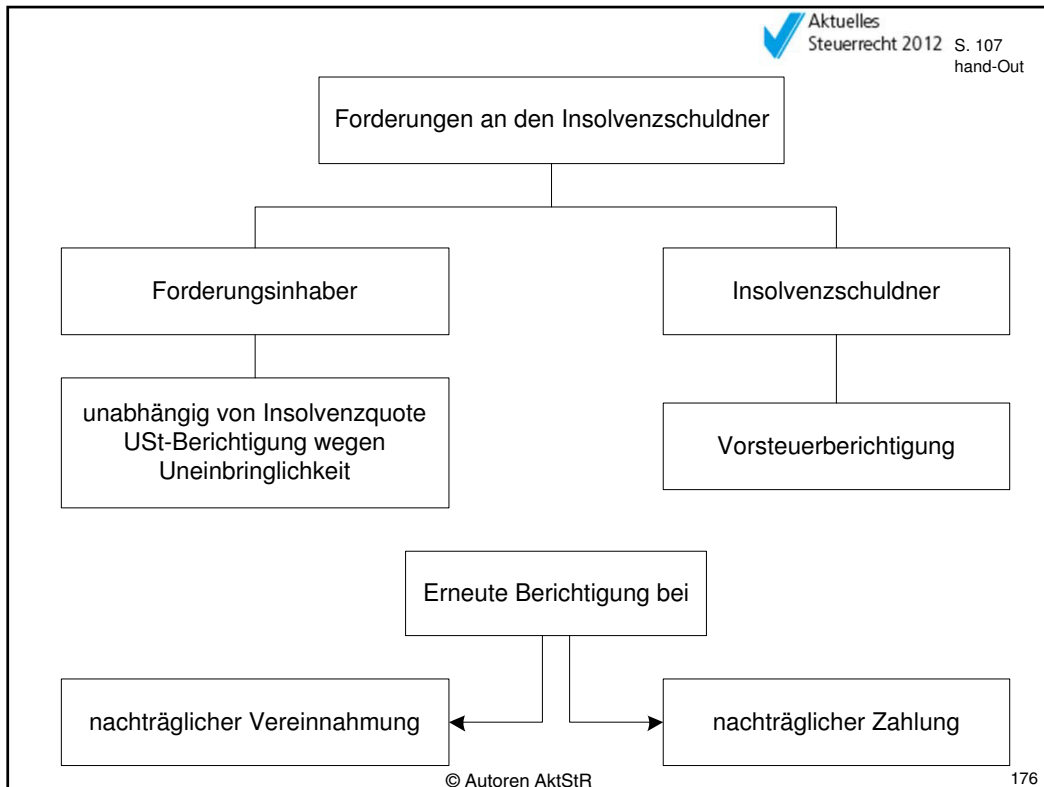 Aktuelles
Steuerrecht 2012
S. 107
hand-Out
Forderungen an den Insolvenzschuldner
Forderungsinhaber
Insolvenzschuldner
unabhängig von Insolvenzquote
USt-Berichtigung wegen
Uneinbringlichkeit
Vorsteuerberichtigung
Erneute Berichtigung bei
nachträglicher Vereinnahmung
nachträglicher Zahlung
© Autoren AktStR
176